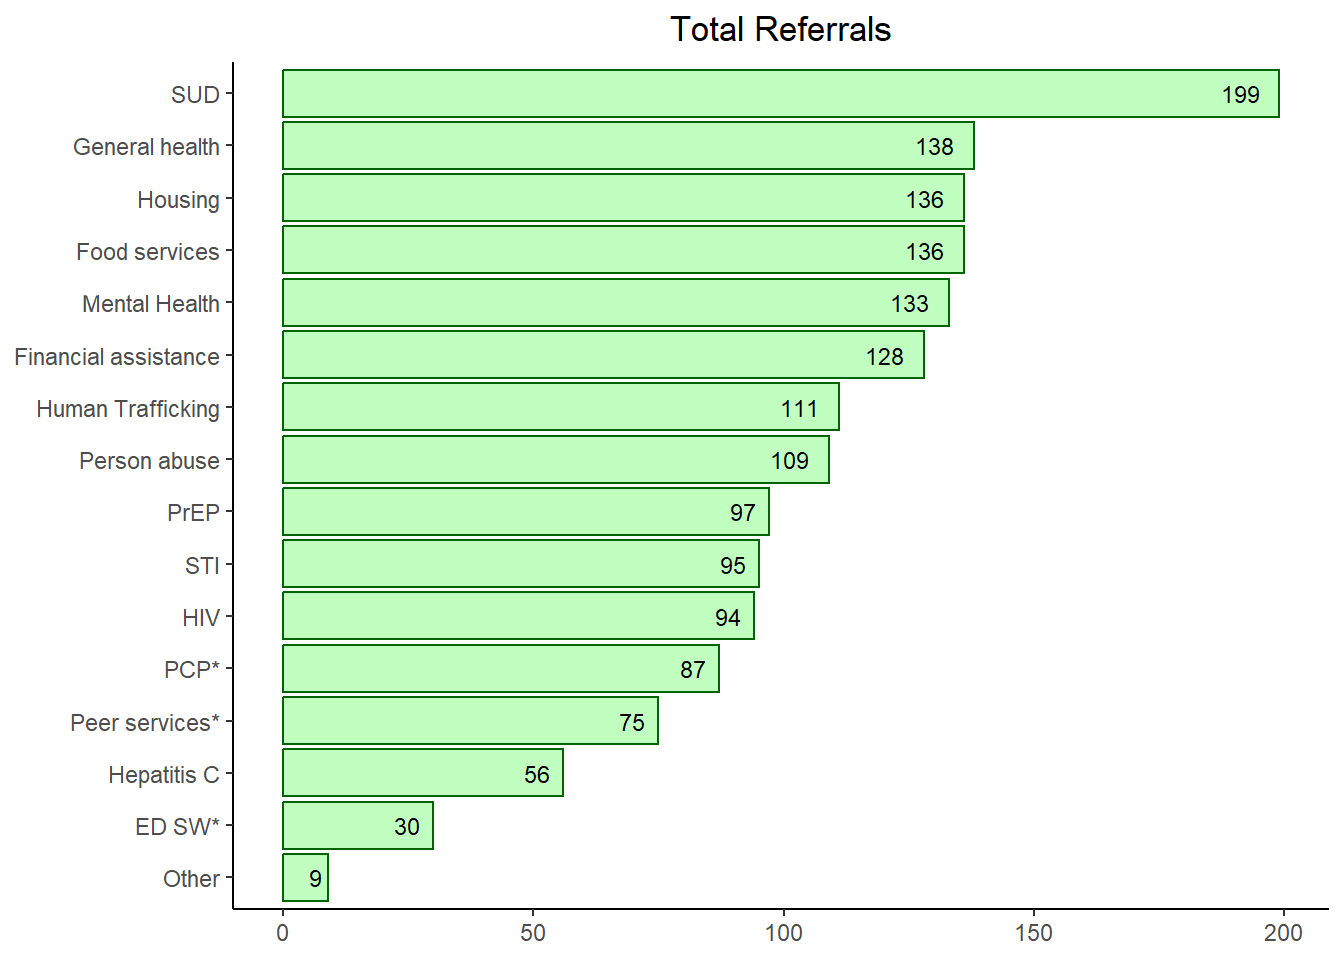 Total Referrals
SUD 199
General health 138
Housing 136
Food services 136
Mental Health 133
Financial assistance 128
Human Trafficking 111
Person abuse 109
PrEP 97
STI 95
HIV 94
PCP* 87
Peer services* 75
Hepatitis C 56
ED SW* 30
Other 9
0 50 100 150 200